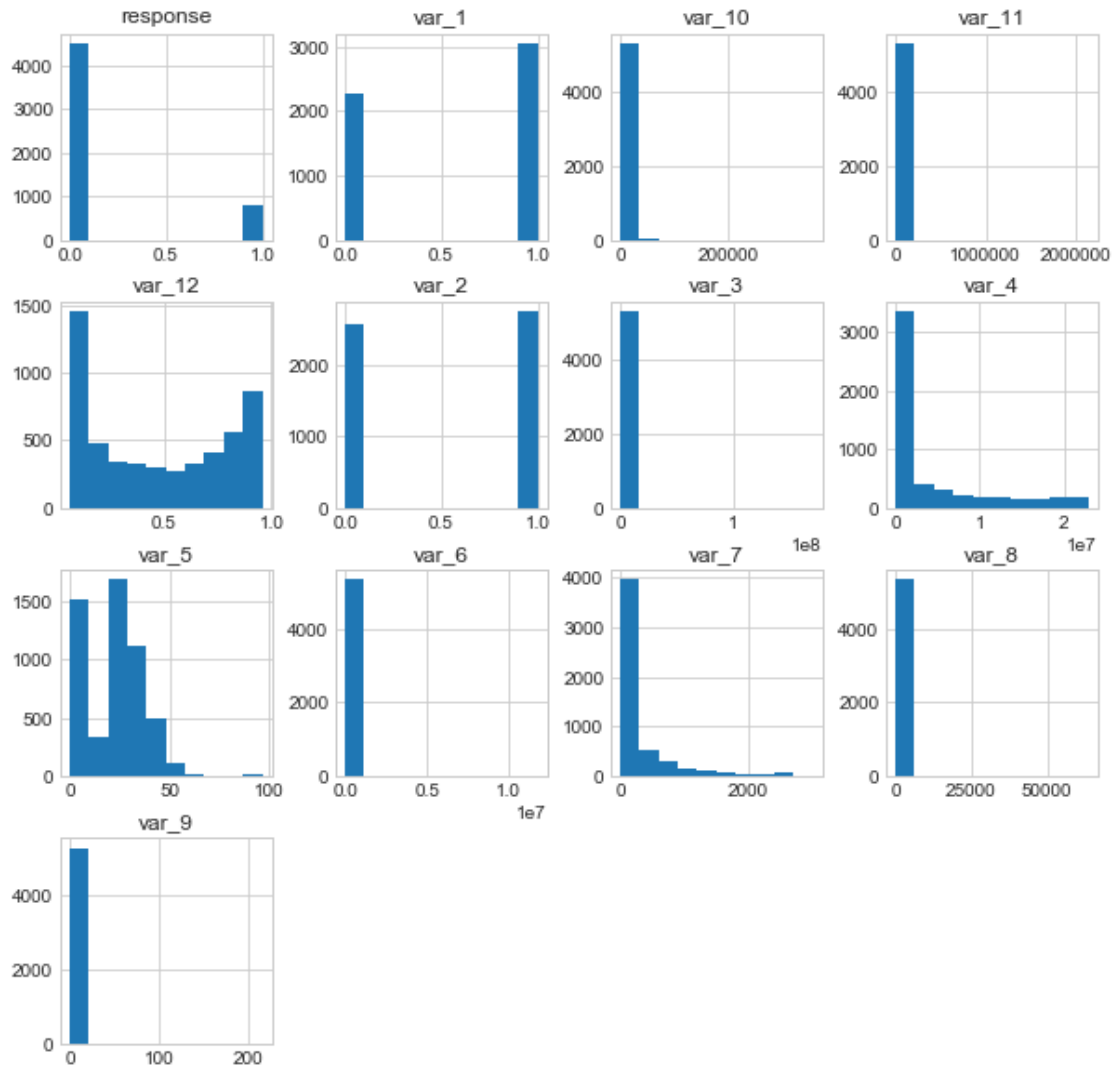 response var_1 var_10 var_11
4000 3000 4000 4000
3000 2000
2000 1000 2000 2000
1000
0 0 0 0
0.0 0.5 1.0 0.0 0.5 1.0 0 200000 0 1000000 2000000
var_12 var_2 var_3 var_4
1500 2000 4000 3000
1000 2000
500 1000 2000 1000
0 0 0 0
0.5 1.0 0.0 0.5 1.0 0 1 0 1 2
1e8 1e7
var_5 var_6 var_7 var_8
1500 4000 4000 4000
1000 3000
500 2000 2000 2000
1000
0 0 0 0
0 50 100 0.0 0.5 1.0 0 2000 0 25000 50000
1e7
var_9
4000
2000
0
0 100 200